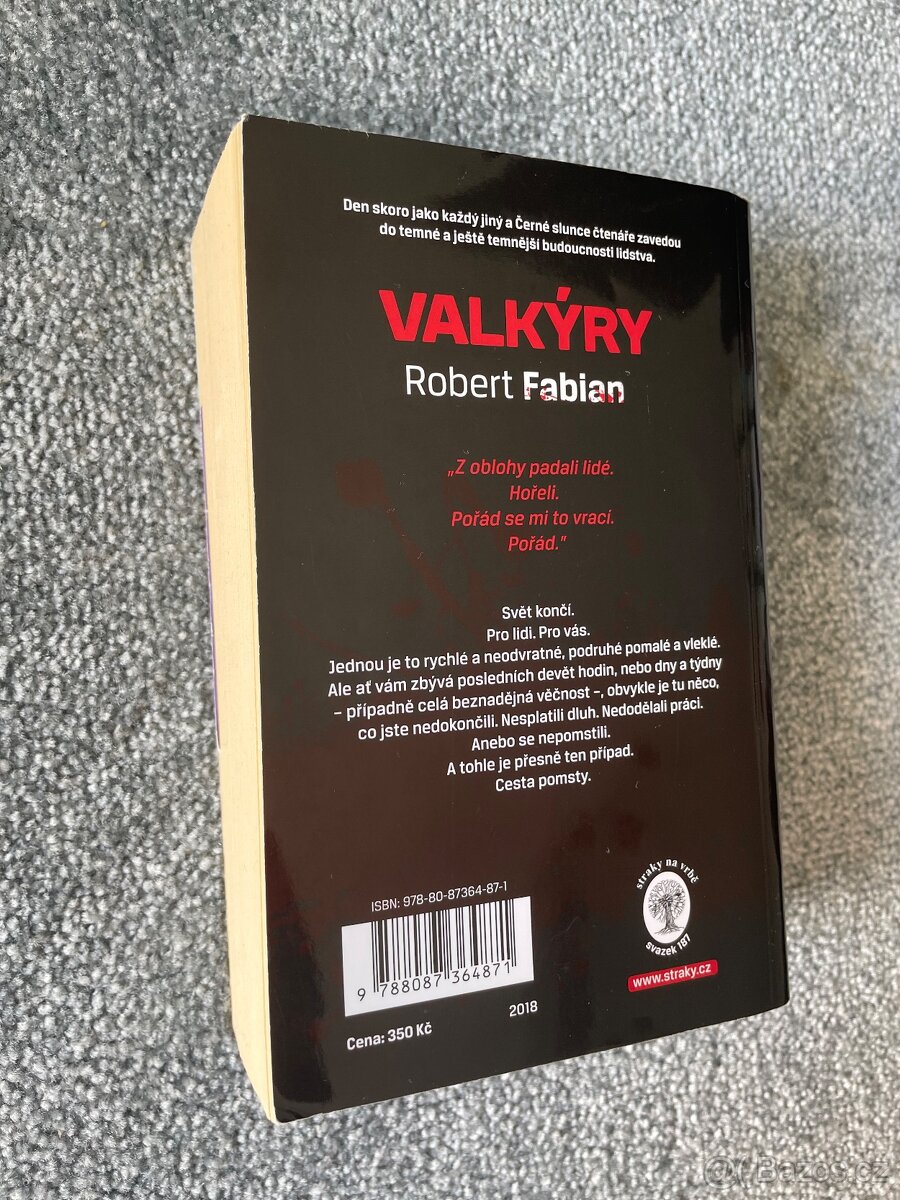 Den skoro jako každý jiný a Černé slunce čtenáře zavedou
do temné a ještě temnější budoucnosti lidstva.
VALKÝRY
Robert Fabian
„Z oblohy padali lidé.
Hořeli.
Pořád se mi to vrací.
Pořád."
Svět končí.
Pro lidi. Pro vás.
Jednou je to rychlé a neodvratné, podruhé pomalé a vleklé.
Ale ať vám zbývá posledních devět hodin, nebo dny a týdny
– případně celá beznadějná věčnost –, obvykle je tu něco,
co jste nedokončili. Nesplatili dluh. Nedodělali práci.
Anebo se nepomstili.
A tohle je přesně ten případ.
Cesta pomsty.
ISBN: 978-80-87364-87-1
9 788087 364871
2018
Cena: 350 Kč
straky na vrbě
svazek 187
www.straky.cz
Bazoš.cz